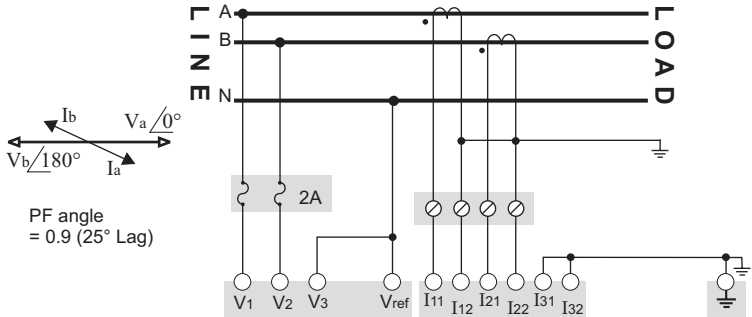 LINE
A
B
N
LOAD
Ib
Va /0°
Vb/180°
Ia
PF angle
= 0.9 (25° Lag)
2A
V1
V2
V3
Vref
I11
I12
I21
I22
I31
I32